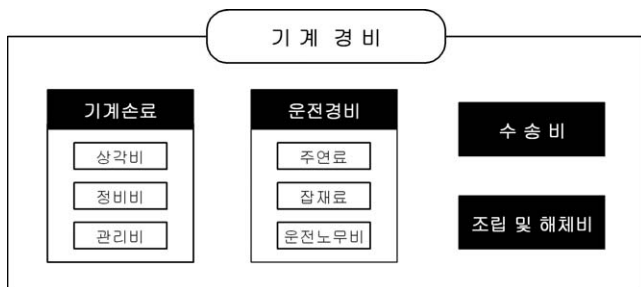 기 계 경 비
기계손료
상각비
정비비
관리비
운전경비
주연료
잡재료
운전노무비
수 송 비
조립 및 해체비